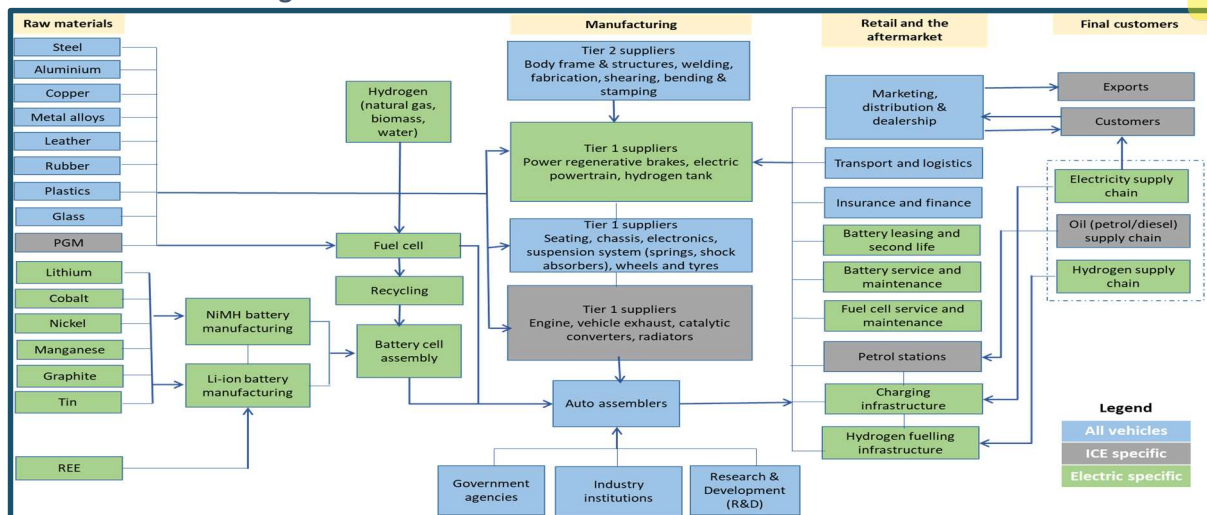 Raw materials
Steel
Aluminium
Copper
Metal alloys
Leather
Rubber
Plastics
Glass
PGM
Lithium
Cobalt
Nickel
Manganese
Graphite
Tin
REE
Hydrogen
(natural gas,
biomass,
water)
Fuel cell
Recycling
NiMH battery
manufacturing
Li-ion battery
manufacturing
Battery cell
assembly
Manufacturing
Tier 2 suppliers
Body frame & structures, welding,
fabrication, shearing, bending &
stamping
Tier 1 suppliers
Power regenerative brakes, electric
powertrain, hydrogen tank
Tier 1 suppliers
Seating, chassis, electronics,
suspension system (springs, shock
absorbers), wheels and tyres
Tier 1 suppliers
Engine, vehicle exhaust, catalytic
converters, radiators
Auto assemblers
Government
agencies
Industry
institutions
Research &
Development
(R&D)
Retail and the
aftermarket
Marketing,
distribution &
dealership
Transport and logistics
Insurance and finance
Battery leasing and
second life
Battery service and
maintenance
Fuel cell service and
maintenance
Petrol stations
Charging
infrastructure
Hydrogen fuelling
infrastructure
Final customers
Exports
Customers
Electricity supply
chain
Oil (petrol/diesel)
supply chain
Hydrogen supply
chain
Legend
All vehicles
ICE specific
Electric specific